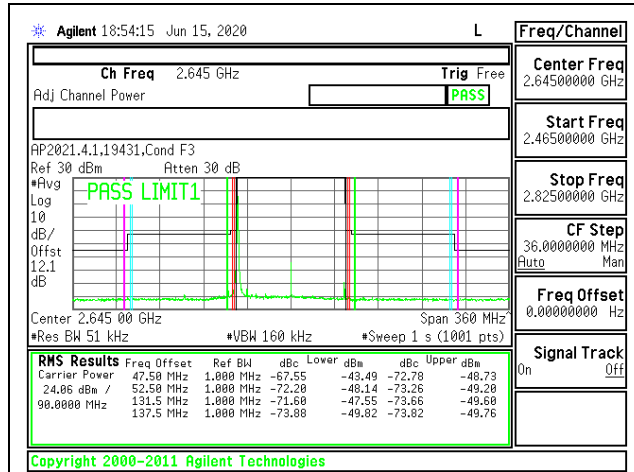 Agilent 18:54:15 Jun 15, 2020 L
Freq/Channel
Ch Freq 2.645 GHz Trig Free
Adj Channel Power PASS
AP2021.4.1,19431,Cond F3
Ref 30 dBm Atten 30 dB
#Avg
Log
10
dB/
Offst
12.1
dB
PASS LIMIT1
Center 2.645 00 GHz Span 360 MHz^
#Res BW 51 kHz #VBW 160 kHz #Sweep 1 s (1001 pts)
RMS Results Freq Offset Ref BW dBc Lower dBm dBc Upper dBm
Carrier Power 47.50 MHz 1.000 MHz -67.55 -43.49 -72.78 -48.73
24.06 dBm / 52.50 MHz 1.000 MHz -72.20 -48.14 -73.26 -49.20
90.0000 MHz 131.5 MHz 1.000 MHz -71.60 -47.55 -73.66 -49.60
137.5 MHz 1.000 MHz -73.88 -49.82 -73.82 -49.76
Copyright 2000-2011 Agilent Technologies
Center Freq
2.64500000 GHz
Start Freq
2.46500000 GHz
Stop Freq
2.82500000 GHz
CF Step
36.0000000 MHz
Auto Man
Freq Offset
0.00000000 Hz
Signal Track
On Off